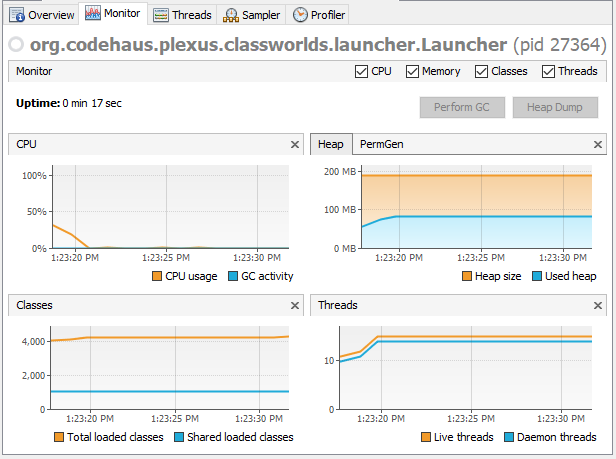 Overview Monitor Threads Sampler Profiler
org.codehaus.plexus.classworlds.launcher.Launcher (pid 27364)
Monitor CPU Memory Classes Threads
Uptime: 0 min 17 sec Perform GC Heap Dump
CPU
100%
50%
0%
1:23:20 PM 1:23:25 PM 1:23:30 PM
CPU usage GC activity
Heap PermGen
200 MB
100 MB
0 MB
1:23:20 PM 1:23:25 PM 1:23:30 PM
Heap size Used heap
Classes
4,000
2,000
0
1:23:20 PM 1:23:25 PM 1:23:30 PM
Total loaded classes Shared loaded classes
Threads
10
0
1:23:20 PM 1:23:25 PM 1:23:30 PM
Live threads Daemon threads